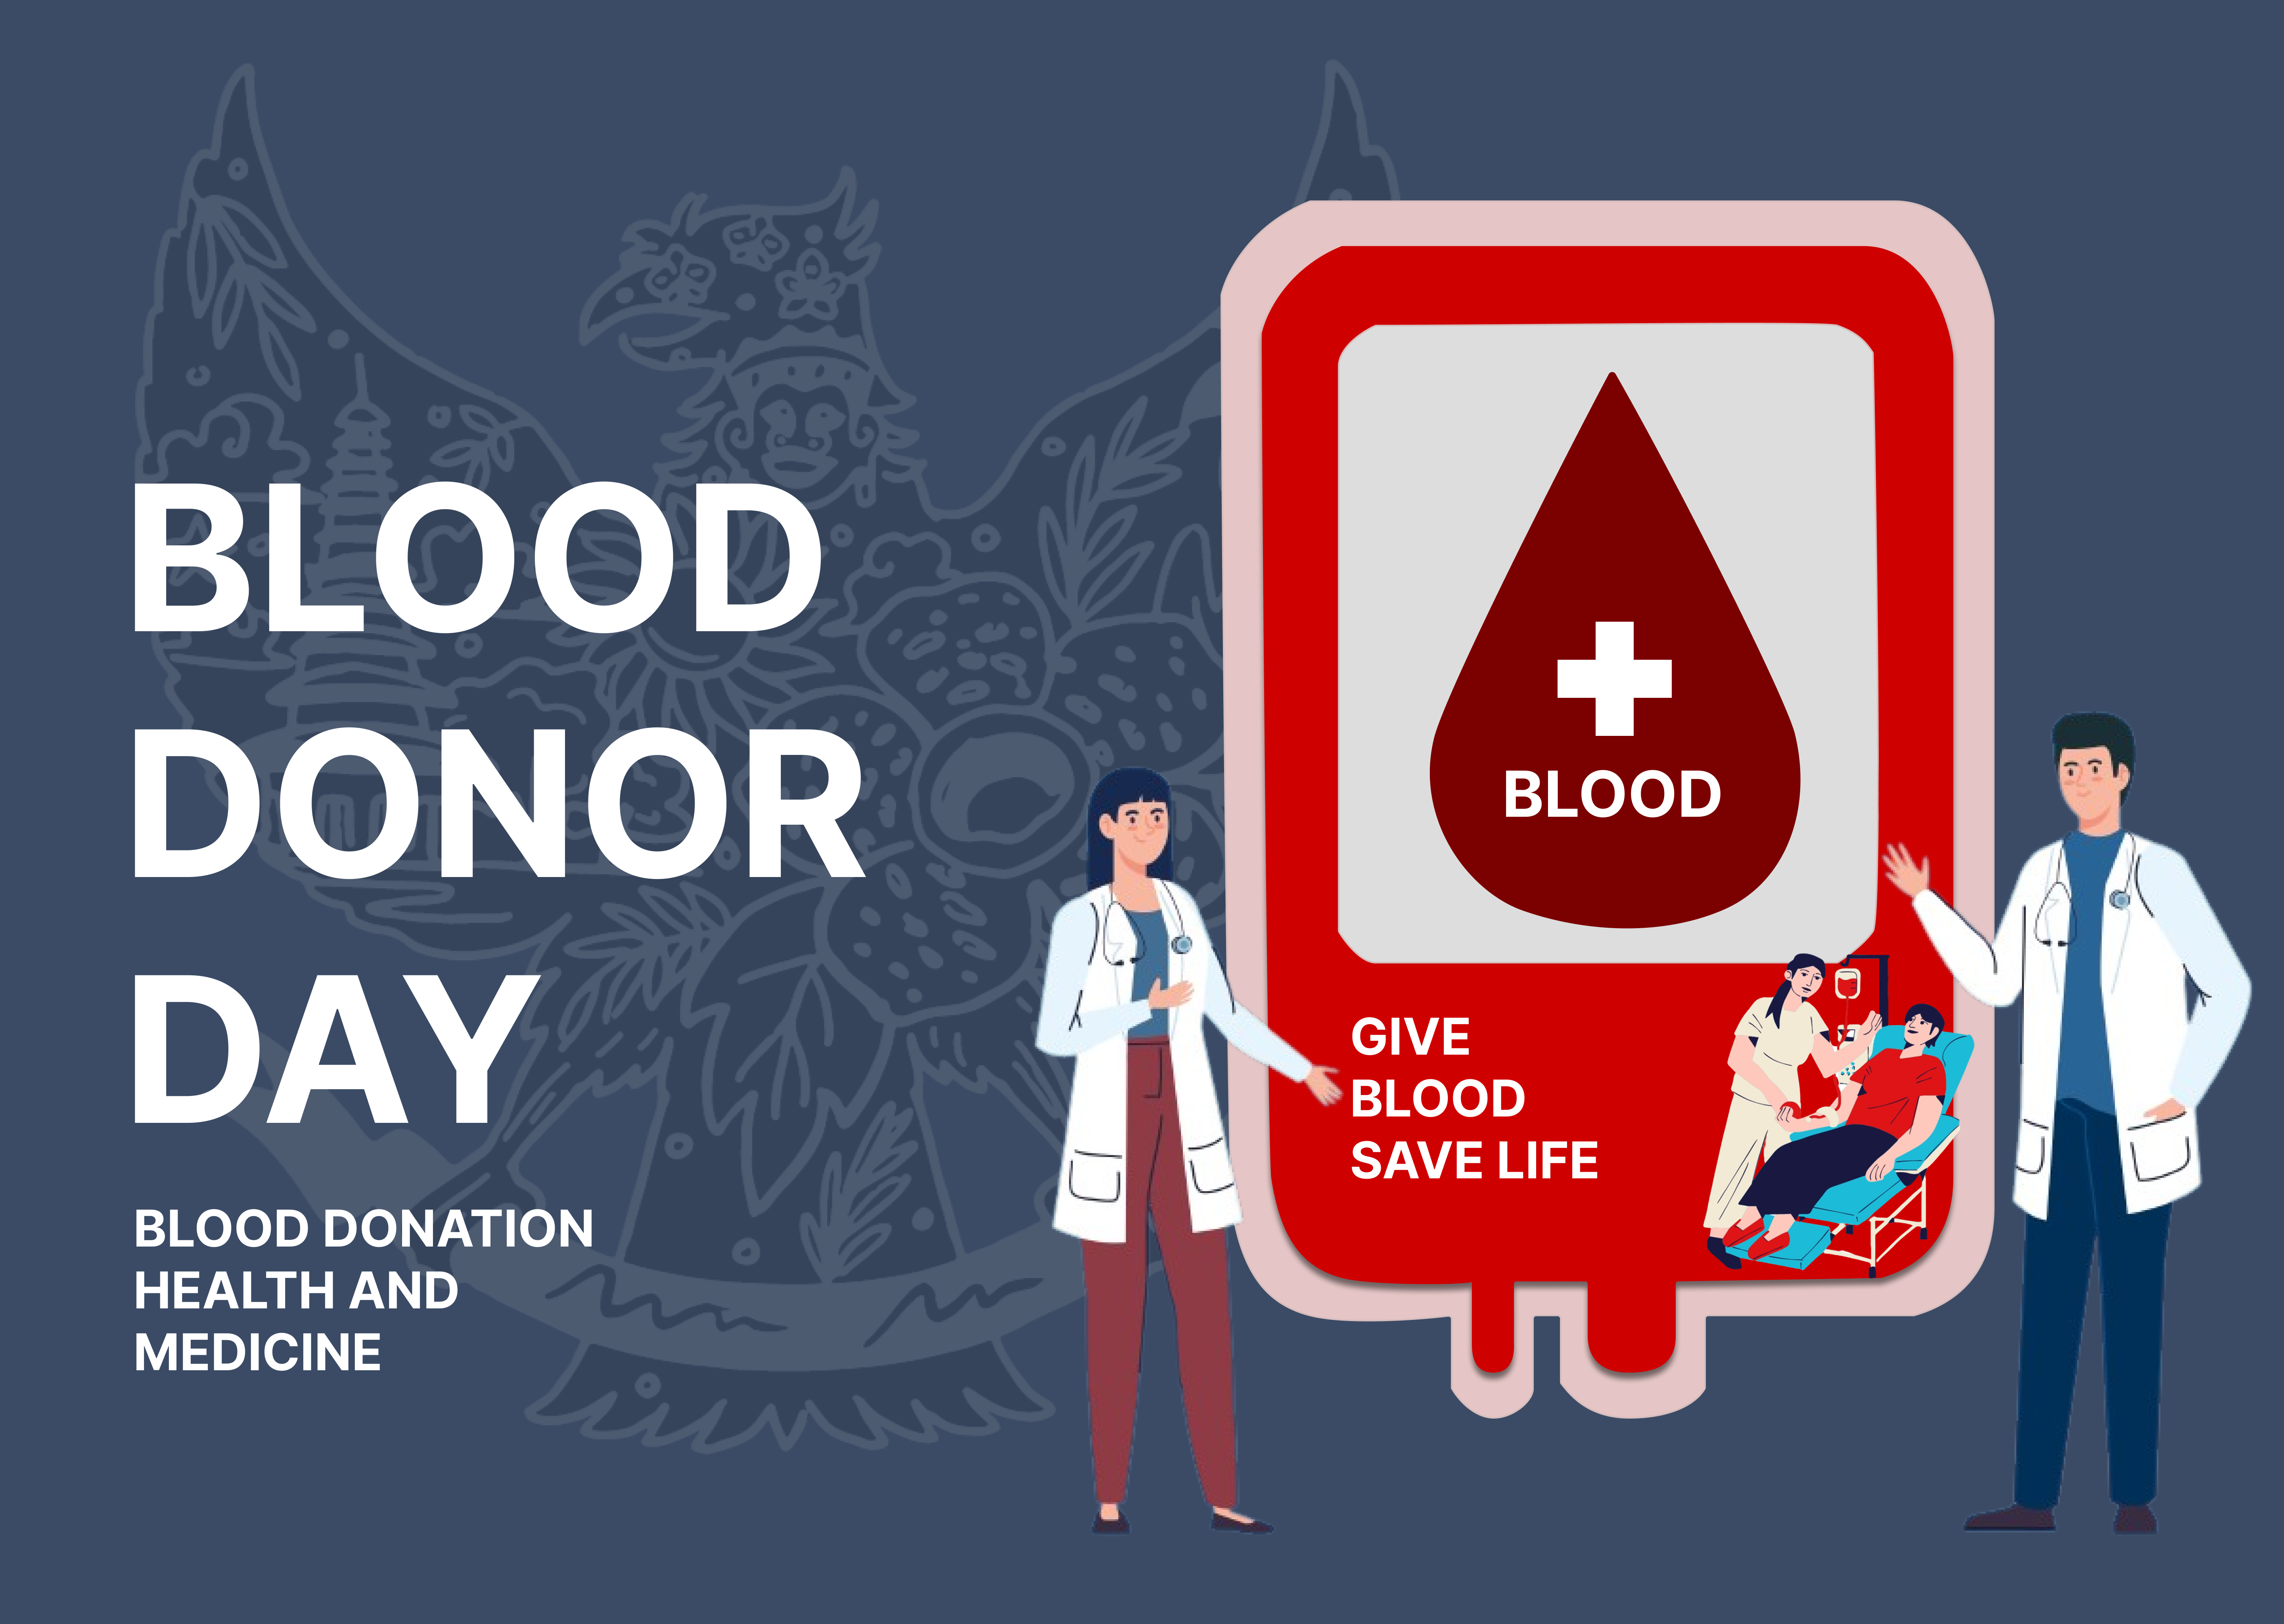 BLOOD
DONOR
DAY
BLOOD DONATION
HEALTH AND
MEDICINE
BLOOD
GIVE
BLOOD
SAVE LIFE